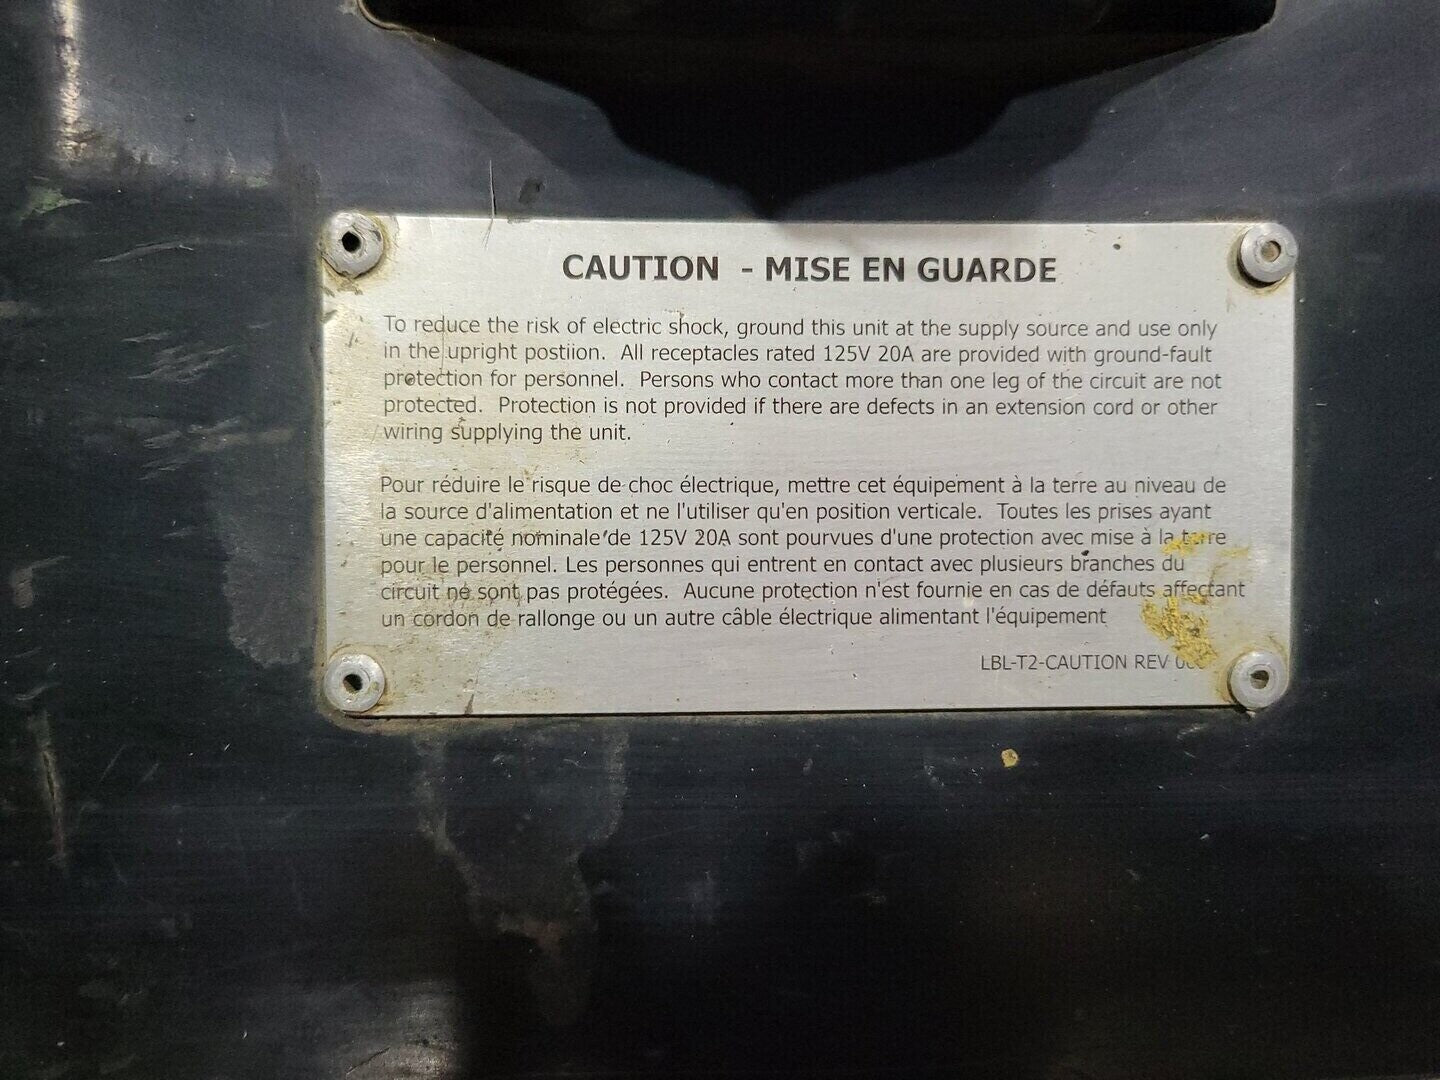 CAUTION - MISE EN GUARDE
To reduce the risk of electric shock, ground this unit at the supply source and use only
in the upright postiion. All receptacles rated 125V 20A are provided with ground-fault
protection for personnel. Persons who contact more than one leg of the circuit are not
protected. Protection is not provided if there are defects in an extension cord or other
wiring supplying the unit.
Pour réduire le risque de choc électrique, mettre cet équipement à la terre au niveau de
la source d'alimentation et ne l'utiliser qu'en position verticale. Toutes les prises ayant
une capacité nominale de 125V 20A sont pourvues d'une protection avec mise à la terre
pour le personnel. Les personnes qui entrent en contact avec plusieurs branches du
circuit ne sont pas protégées. Aucune protection n'est fournie en cas de défauts affectant
un cordon de rallonge ou un autre câble électrique alimentant l'équipement
LBL-T2-CAUTION REV